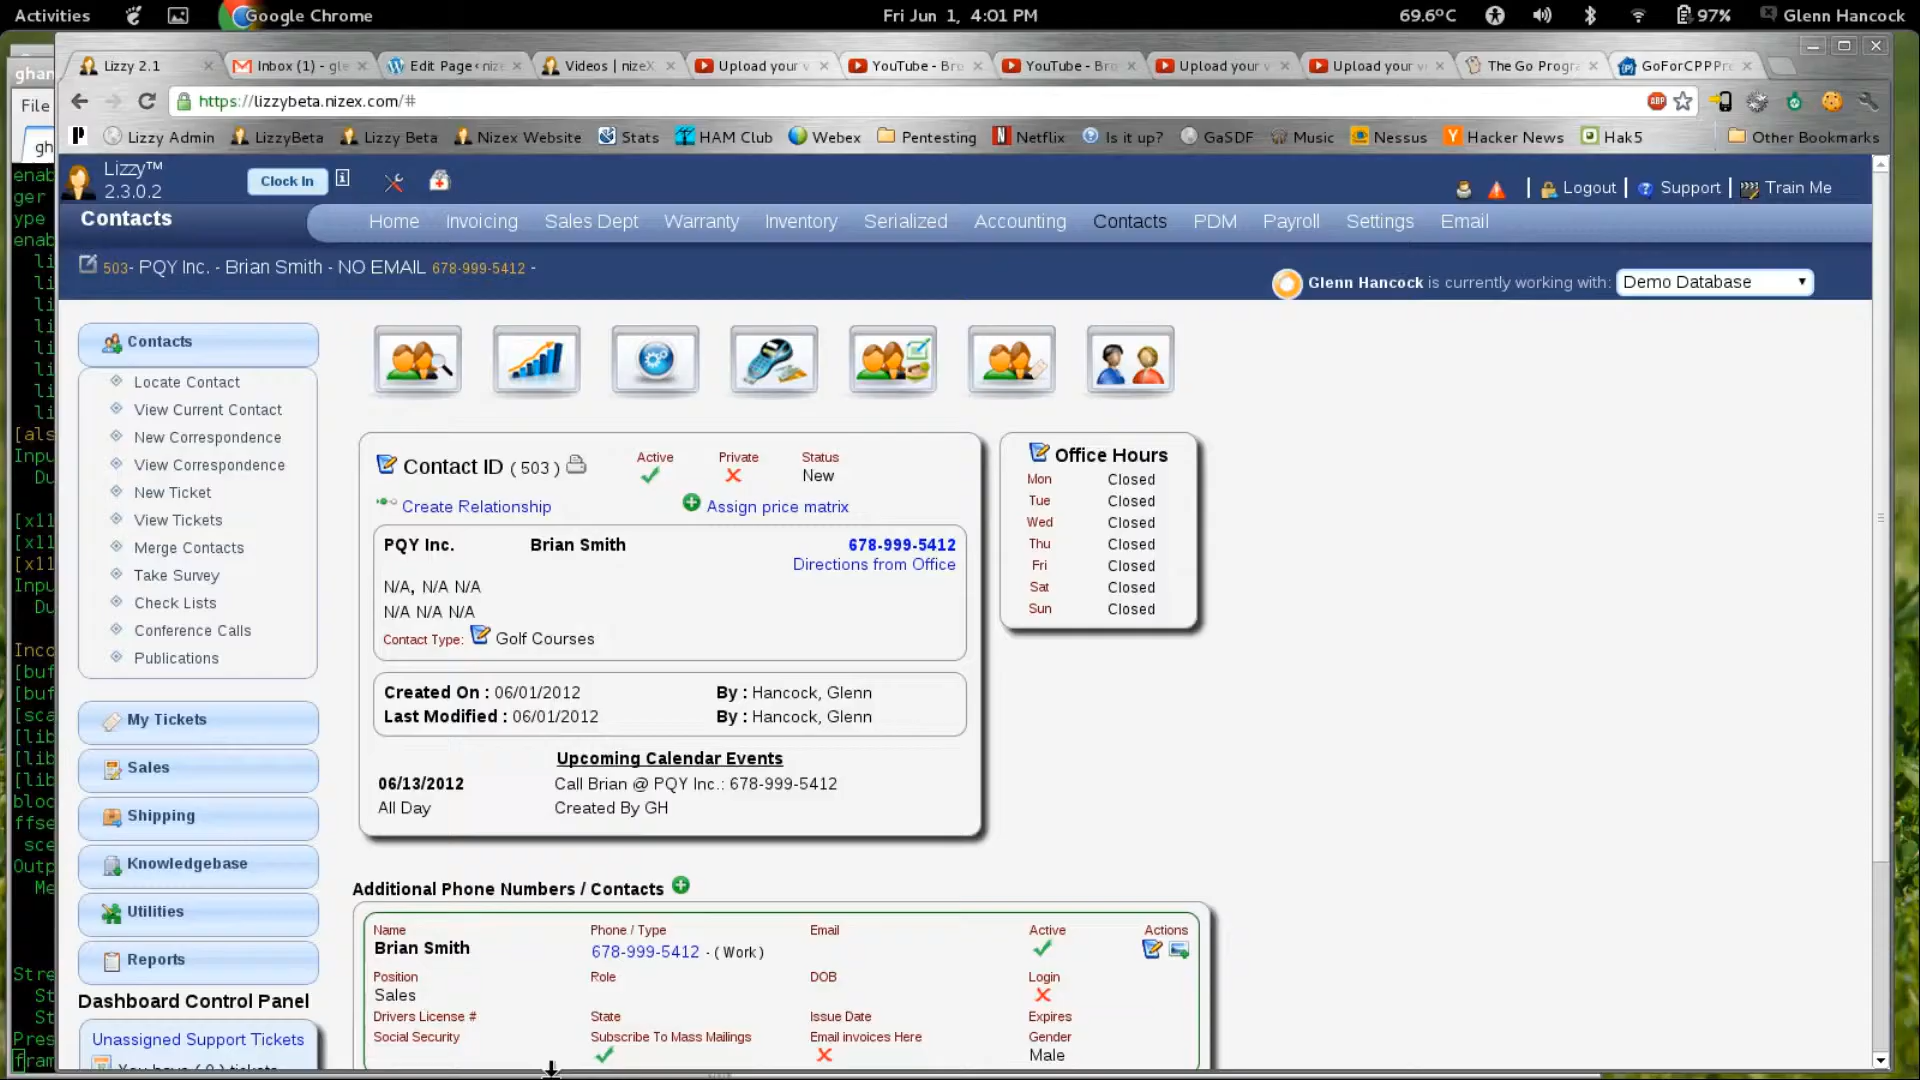 Activities Google Chrome Fri Jun 1, 4:01 PM 69.6°C 97% Glenn Hancock
Lizzy 2.1 Inbox (1) - gle Edit Page ‹ nize Videos | nizeX Upload your v YouTube - Bro YouTube - Bro Upload your v Upload your v The Go Progra GoForCPPPr
File https://lizzybeta.nizex.com/#
Lizzy Admin LizzyBeta Lizzy Beta Nizex Website Stats HAM Club Webex Pentesting Netflix Is it up? GaSDF Music Nessus Hacker News Hak5 Other Bookmarks
Lizzy™
2.3.0.2
Clock In
Logout | Support | Train Me
Contacts
Home Invoicing Sales Dept Warranty Inventory Serialized Accounting Contacts PDM Payroll Settings Email
503- PQY Inc. - Brian Smith - NO EMAIL 678-999-5412 -
Glenn Hancock is currently working with: Demo Database
Contacts
Locate Contact
View Current Contact
New Correspondence
View Correspondence
New Ticket
View Tickets
Merge Contacts
Take Survey
Check Lists
Conference Calls
Publications
My Tickets
Sales
Shipping
Knowledgebase
Utilities
Reports
Dashboard Control Panel
Unassigned Support Tickets
Contact ID ( 503 )
Active Private Status
New
Create Relationship Assign price matrix
PQY Inc. Brian Smith 678-999-5412
Directions from Office
N/A, N/A N/A
N/A N/A N/A
Contact Type: Golf Courses
Created On : 06/01/2012 By : Hancock, Glenn
Last Modified : 06/01/2012 By : Hancock, Glenn
Upcoming Calendar Events
06/13/2012 Call Brian @ PQY Inc.: 678-999-5412
All Day Created By GH
Office Hours
Mon Closed
Tue Closed
Wed Closed
Thu Closed
Fri Closed
Sat Closed
Sun Closed
Additional Phone Numbers / Contacts
Name Phone / Type Email Active Actions
Brian Smith 678-999-5412 - ( Work )
Position Role DOB Login
Sales
Drivers License # State Issue Date Expires
Social Security Subscribe To Mass Mailings Email invoices Here Gender
Male